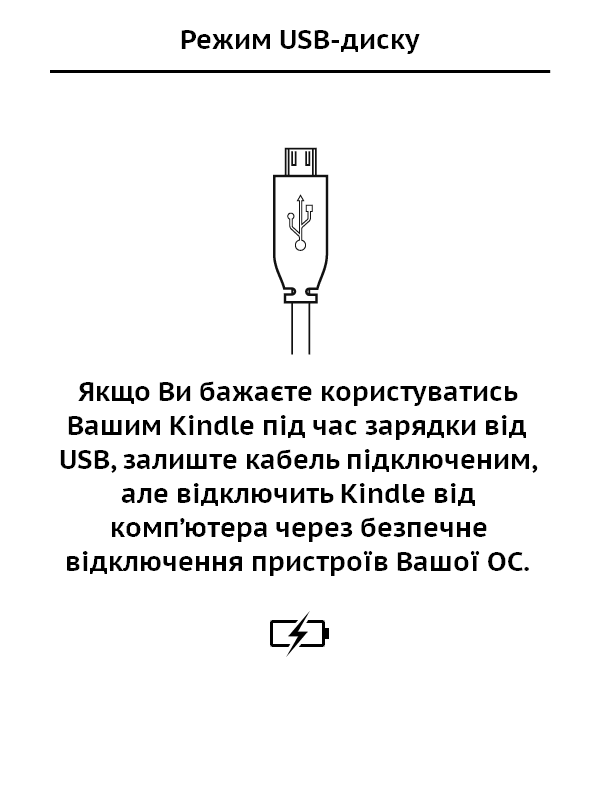 Режим USB-диску
Якщо Ви бажаєте користуватись
Вашим Kindle під час зарядки від
USB, залиште кабель підключеним,
але відключить Kindle від
комп’ютера через безпечне
відключення пристроїв Вашої ОС.